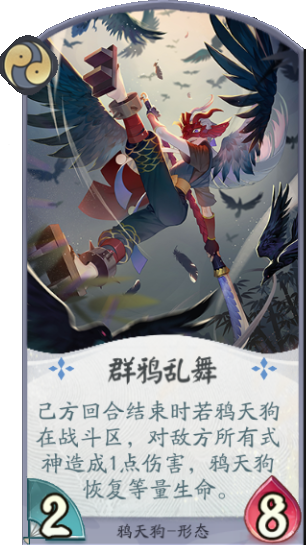 群鸦乱舞
己方回合结束时若鸦天狗
在战斗区，对敌方所有式
神造成1点伤害，鸦天狗
恢复等量生命。
2
鸦天狗-形态
8